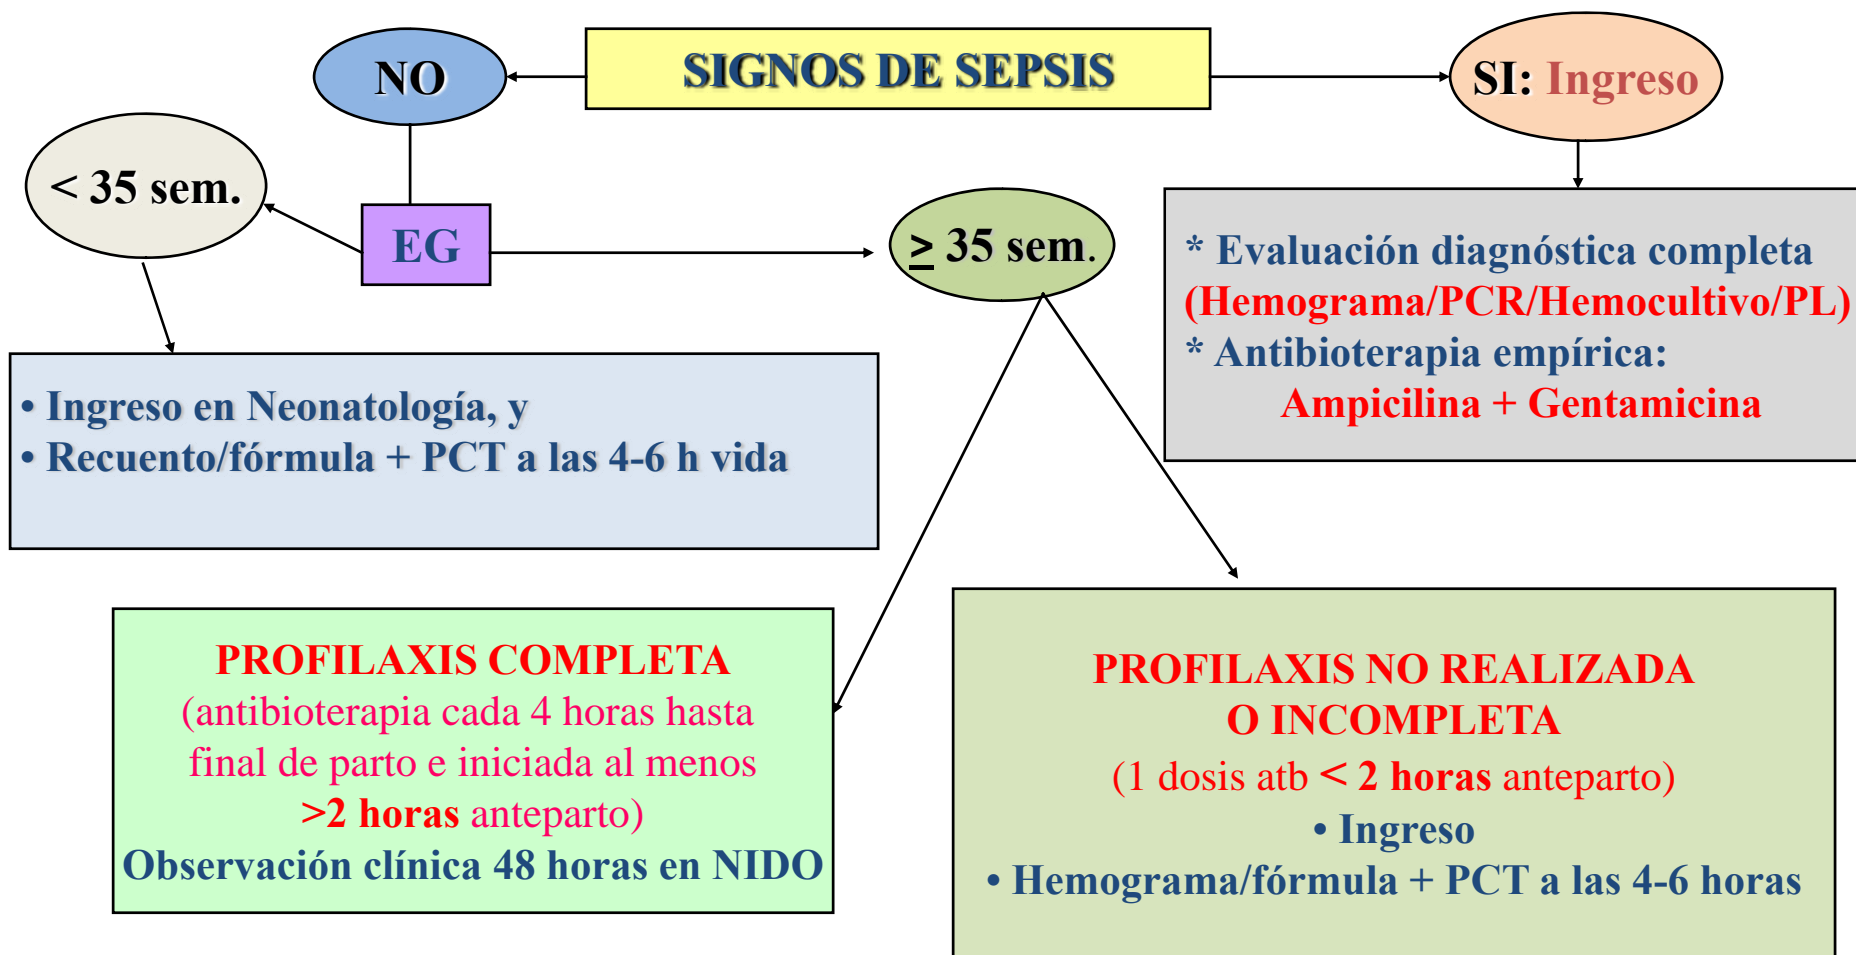 SIGNOS DE SEPSIS
NO
SI: Ingreso
< 35 sem.
EG
≥ 35 sem.
* Evaluación diagnóstica completa
(Hemograma/PCR/Hemocultivo/PL)
* Antibioterapia empírica:
Ampicilina + Gentamicina
• Ingreso en Neonatología, y
• Recuento/fórmula + PCT a las 4-6 h vida
PROFILAXIS COMPLETA
(antibioterapia cada 4 horas hasta
final de parto e iniciada al menos
>2 horas anteparto)
Observación clínica 48 horas en NIDO
PROFILAXIS NO REALIZADA
O INCOMPLETA
(1 dosis atb < 2 horas anteparto)
• Ingreso
• Hemograma/fórmula + PCT a las 4-6 horas